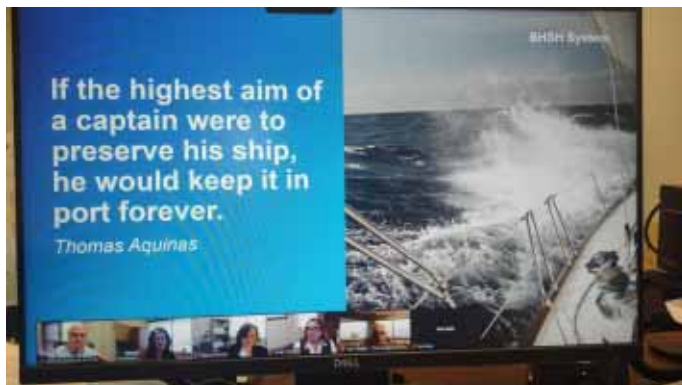 BHSH System
If the highest aim of
a captain were to
preserve his ship,
he would keep it in
port forever.
Thomas Aquinas
DELL